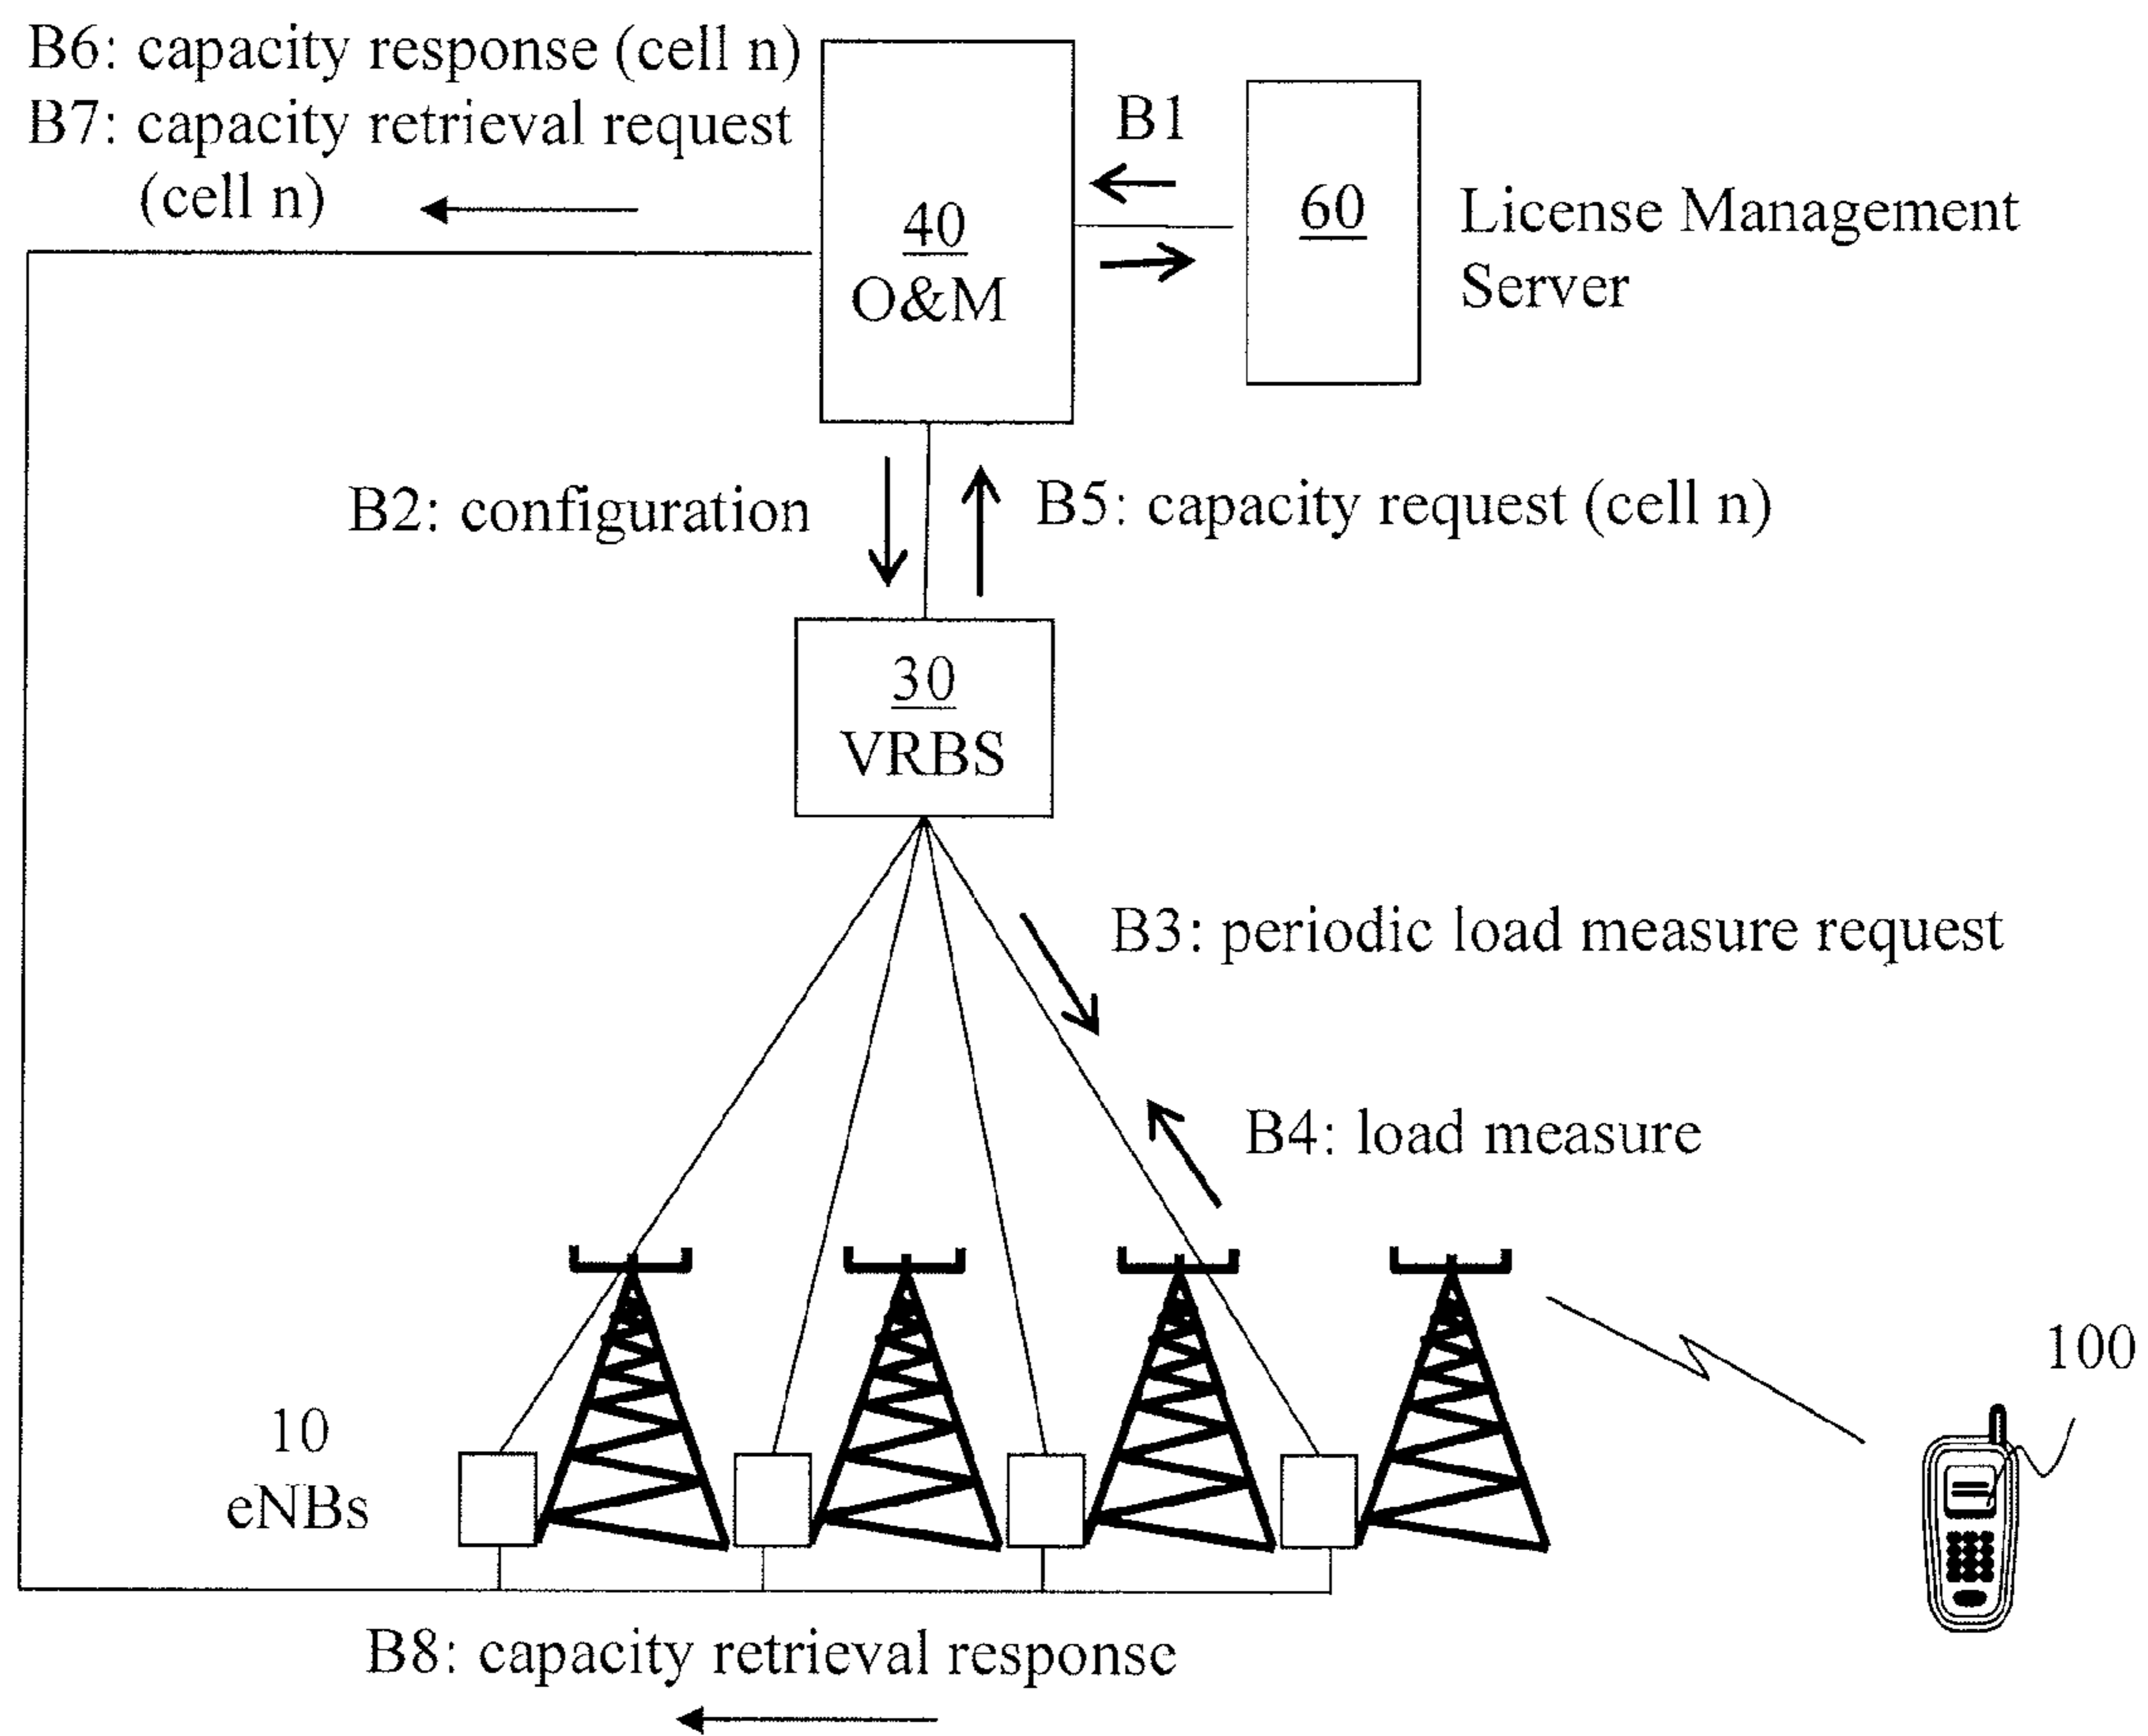 B6: capacity response (cell n)
B7: capacity retrieval request
(cell n)
B1
40
O&M
60
License Management
Server
B2: configuration
B5: capacity request (cell n)
30
VRBS
B3: periodic load measure request
B4: load measure
100
10
eNBs
B8: capacity retrieval response